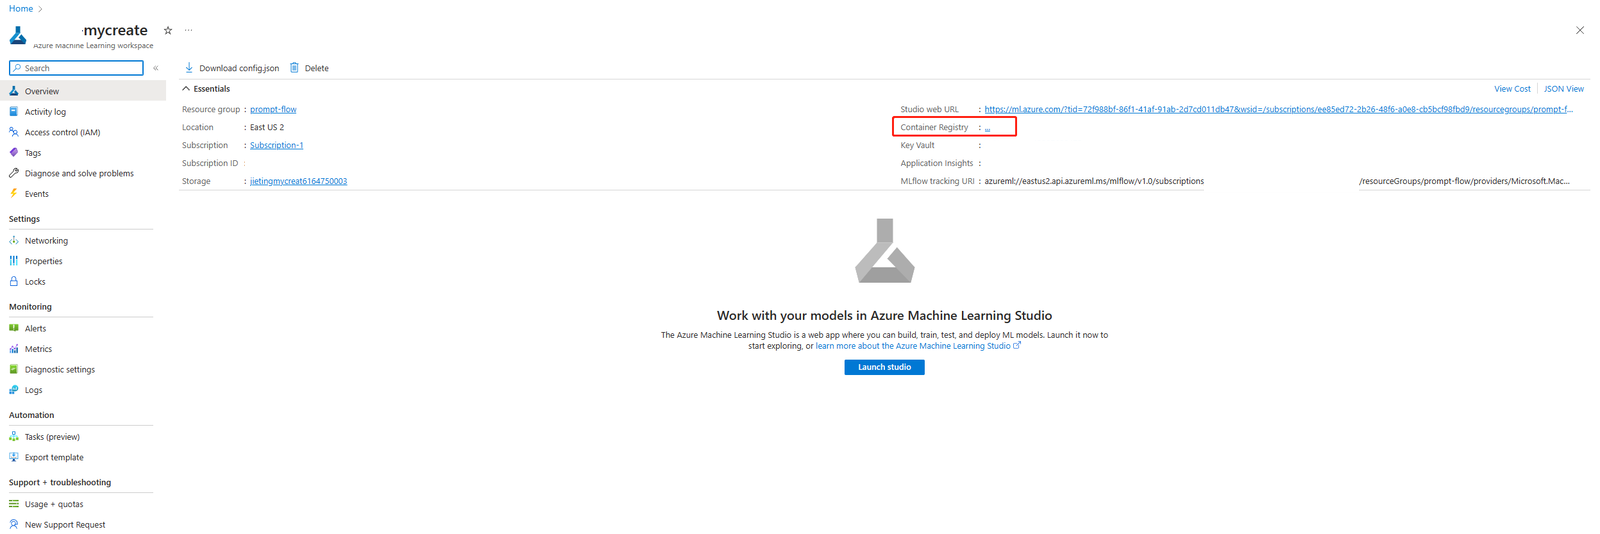 Home
mycreate
Azure Machine Learning workspace
Search
Overview
Activity log
Access control (IAM)
Tags
Diagnose and solve problems
Events
Settings
Networking
Properties
Locks
Monitoring
Alerts
Metrics
Diagnostic settings
Logs
Automation
Tasks (preview)
Export template
Support + troubleshooting
Usage + quotas
New Support Request
Download config.json Delete
Essentials
View Cost JSON View
Resource group : prompt-flow
Location : East US 2
Subscription : Subscription-1
Subscription ID :
Storage : jietingmycreat6164750003
Studio web URL : https://ml.azure.com/?tid=72f988bf-86f1-41af-91ab-2d7cd011db47&wsid=/subscriptions/ee85ed72-2b26-48f6-a0e8-cb5bcf98fbd9/resourcegroups/prompt-f...
Container Registry : ...
Key Vault :
Application Insights :
MLflow tracking URI : azureml://eastus2.api.azureml.ms/mlflow/v1.0/subscriptions /resourceGroups/prompt-flow/providers/Microsoft.Mac...
Work with your models in Azure Machine Learning Studio
The Azure Machine Learning Studio is a web app where you can build, train, test, and deploy ML models. Launch it now to
start exploring, or learn more about the Azure Machine Learning Studio
Launch studio